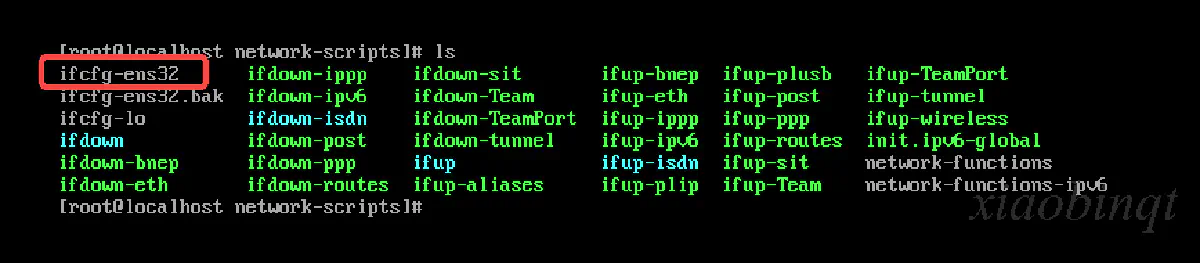 [root@localhost network-scripts]# ls
ifcfg-ens32 ifdown-ippp ifdown-sit ifup-bnep ifup-plusb ifup-TeamPort
ifcfg-ens32.bak ifdown-ipv6 ifdown-Team ifup-eth ifup-post ifup-tunnel
ifcfg-lo ifdown-isdn ifdown-TeamPort ifup-ippp ifup-ppp ifup-wireless
ifdown ifdown-post ifdown-tunnel ifup-ipv6 ifup-routes init.ipv6-global
ifdown-bnep ifdown-ppp ifup ifup-isdn ifup-sit network-functions
ifdown-eth ifdown-routes ifup-aliases ifup-plip ifup-Team network-functions-ipv6
[root@localhost network-scripts]#
xiaobinqt